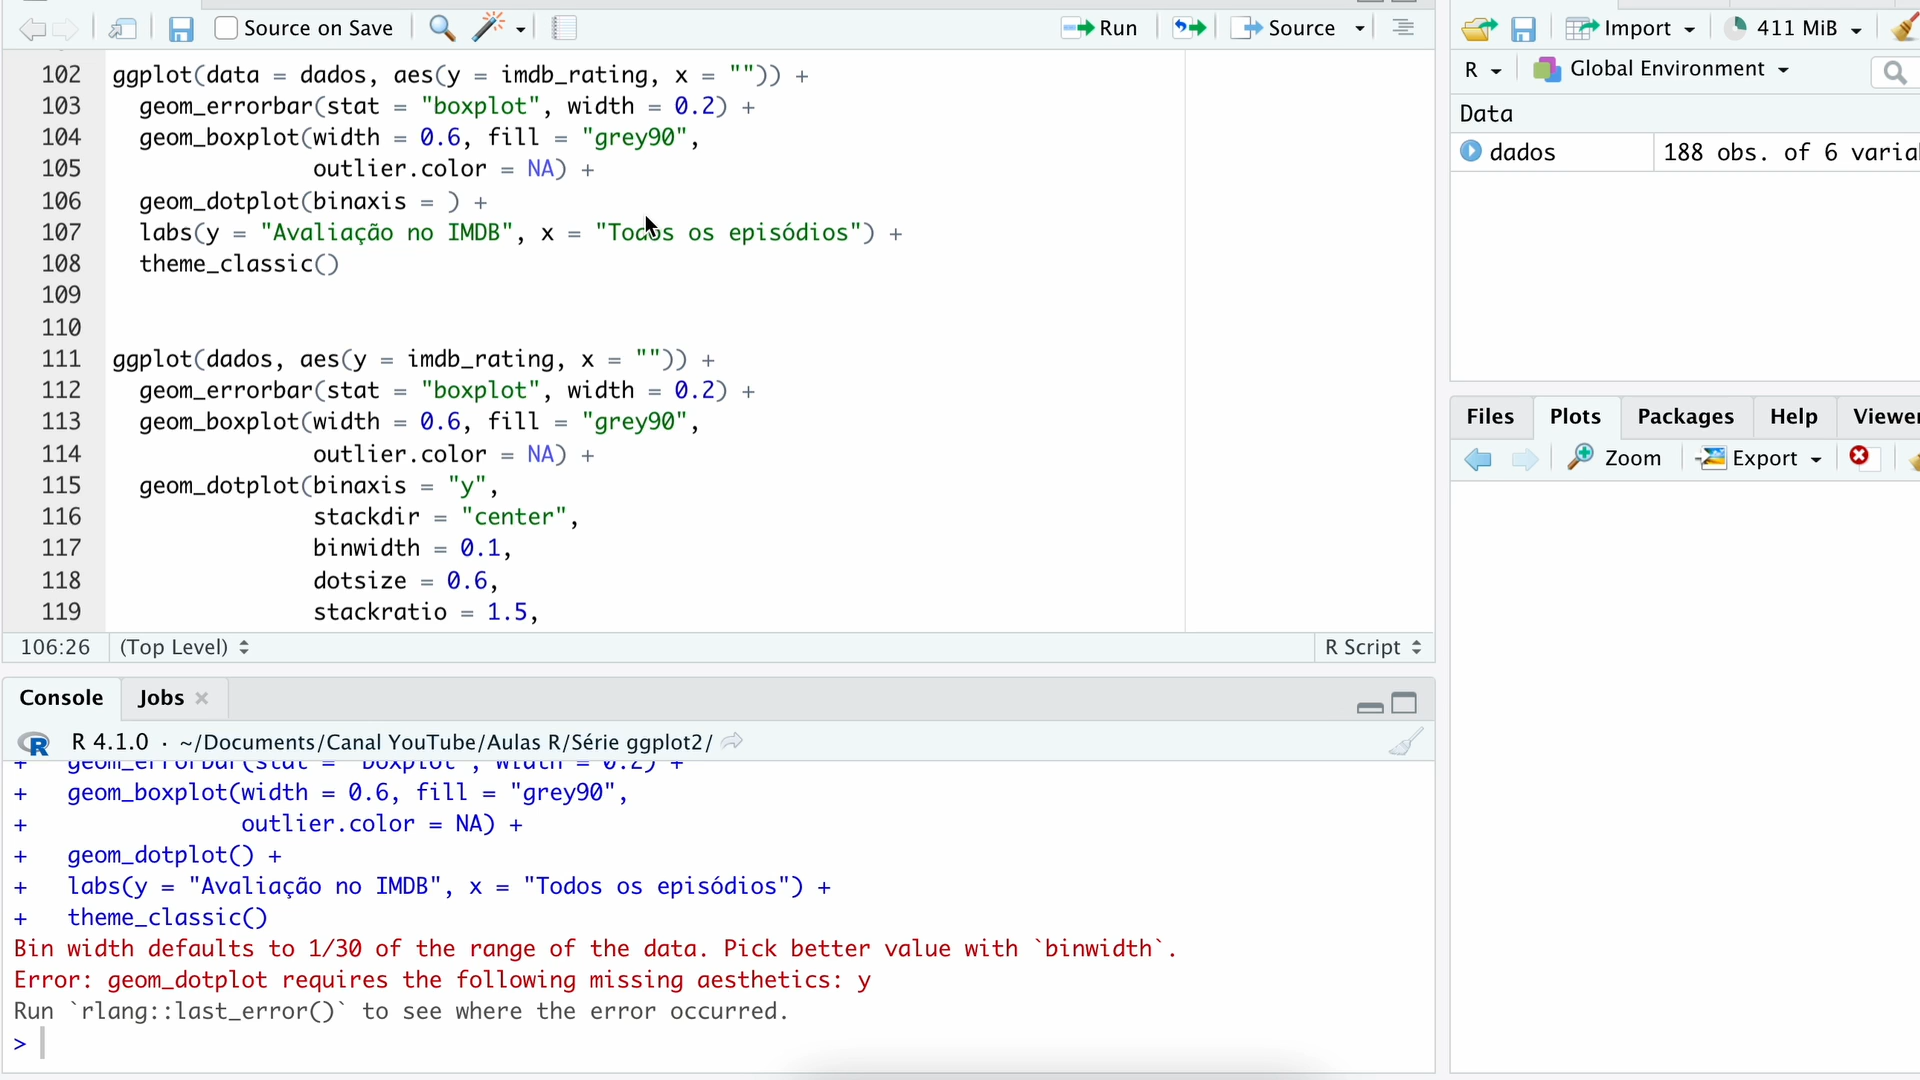 Source on Save
Run
Source
Import
411 MiB
R
Global Environment
Data
dados
188 obs. of 6
102 ggplot(data = dados, aes(y = imdb_rating, x = "")) +
103 geom_errorbar(stat = "boxplot", width = 0.2) +
104 geom_boxplot(width = 0.6, fill = "grey90",
105 outlier.color = NA) +
106 geom_dotplot(binaxis = ) +
107 labs(y = "Avaliação no IMDB", x = "Todos os episódios") +
108 theme_classic()
109
110
111 ggplot(dados, aes(y = imdb_rating, x = "")) +
112 geom_errorbar(stat = "boxplot", width = 0.2) +
113 geom_boxplot(width = 0.6, fill = "grey90",
114 outlier.color = NA) +
115 geom_dotplot(binaxis = "y",
116 stackdir = "center",
117 binwidth = 0.1,
118 dotsize = 0.6,
119 stackratio = 1.5,
106:26 (Top Level) R Script
Files Plots Packages Help Viewer
Zoom Export
Console Jobs
R 4.1.0 · ~/Documents/Canal YouTube/Aulas R/Série ggplot2/
+ geom_errorbar(stat = "boxplot", width = 0.2) +
+ geom_boxplot(width = 0.6, fill = "grey90",
+ outlier.color = NA) +
+ geom_dotplot() +
+ labs(y = "Avaliação no IMDB", x = "Todos os episódios") +
+ theme_classic()
Bin width defaults to 1/30 of the range of the data. Pick better value with `binwidth`.
Error: geom_dotplot requires the following missing aesthetics: y
Run `rlang::last_error()` to see where the error occurred.
>